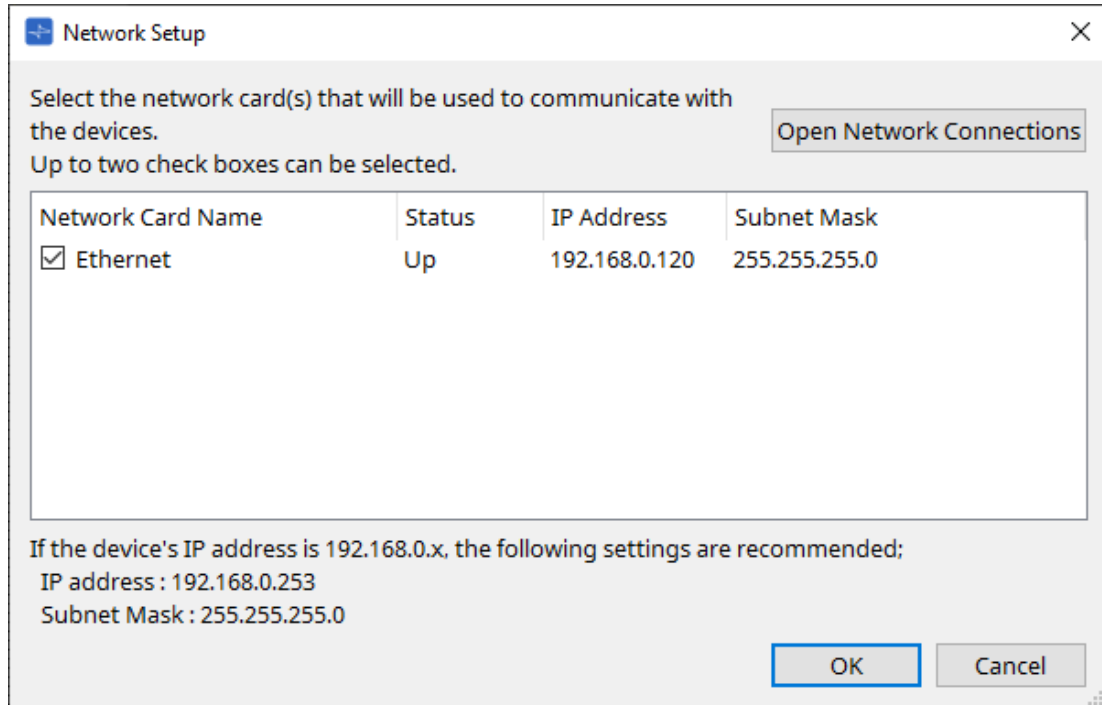 Network Setup
Select the network card(s) that will be used to communicate with
the devices.
Open Network Connections
Up to two check boxes can be selected.
Network Card Name Status IP Address Subnet Mask
Ethernet Up 192.168.0.120 255.255.255.0
If the device's IP address is 192.168.0.x, the following settings are recommended;
IP address : 192.168.0.253
Subnet Mask : 255.255.255.0
OK Cancel